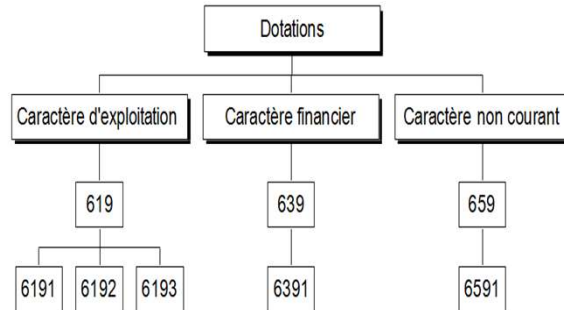 Dotations
Caractère d'exploitation Caractère financier Caractère non courant
619 639 659
6191 6192 6193 6391 6591